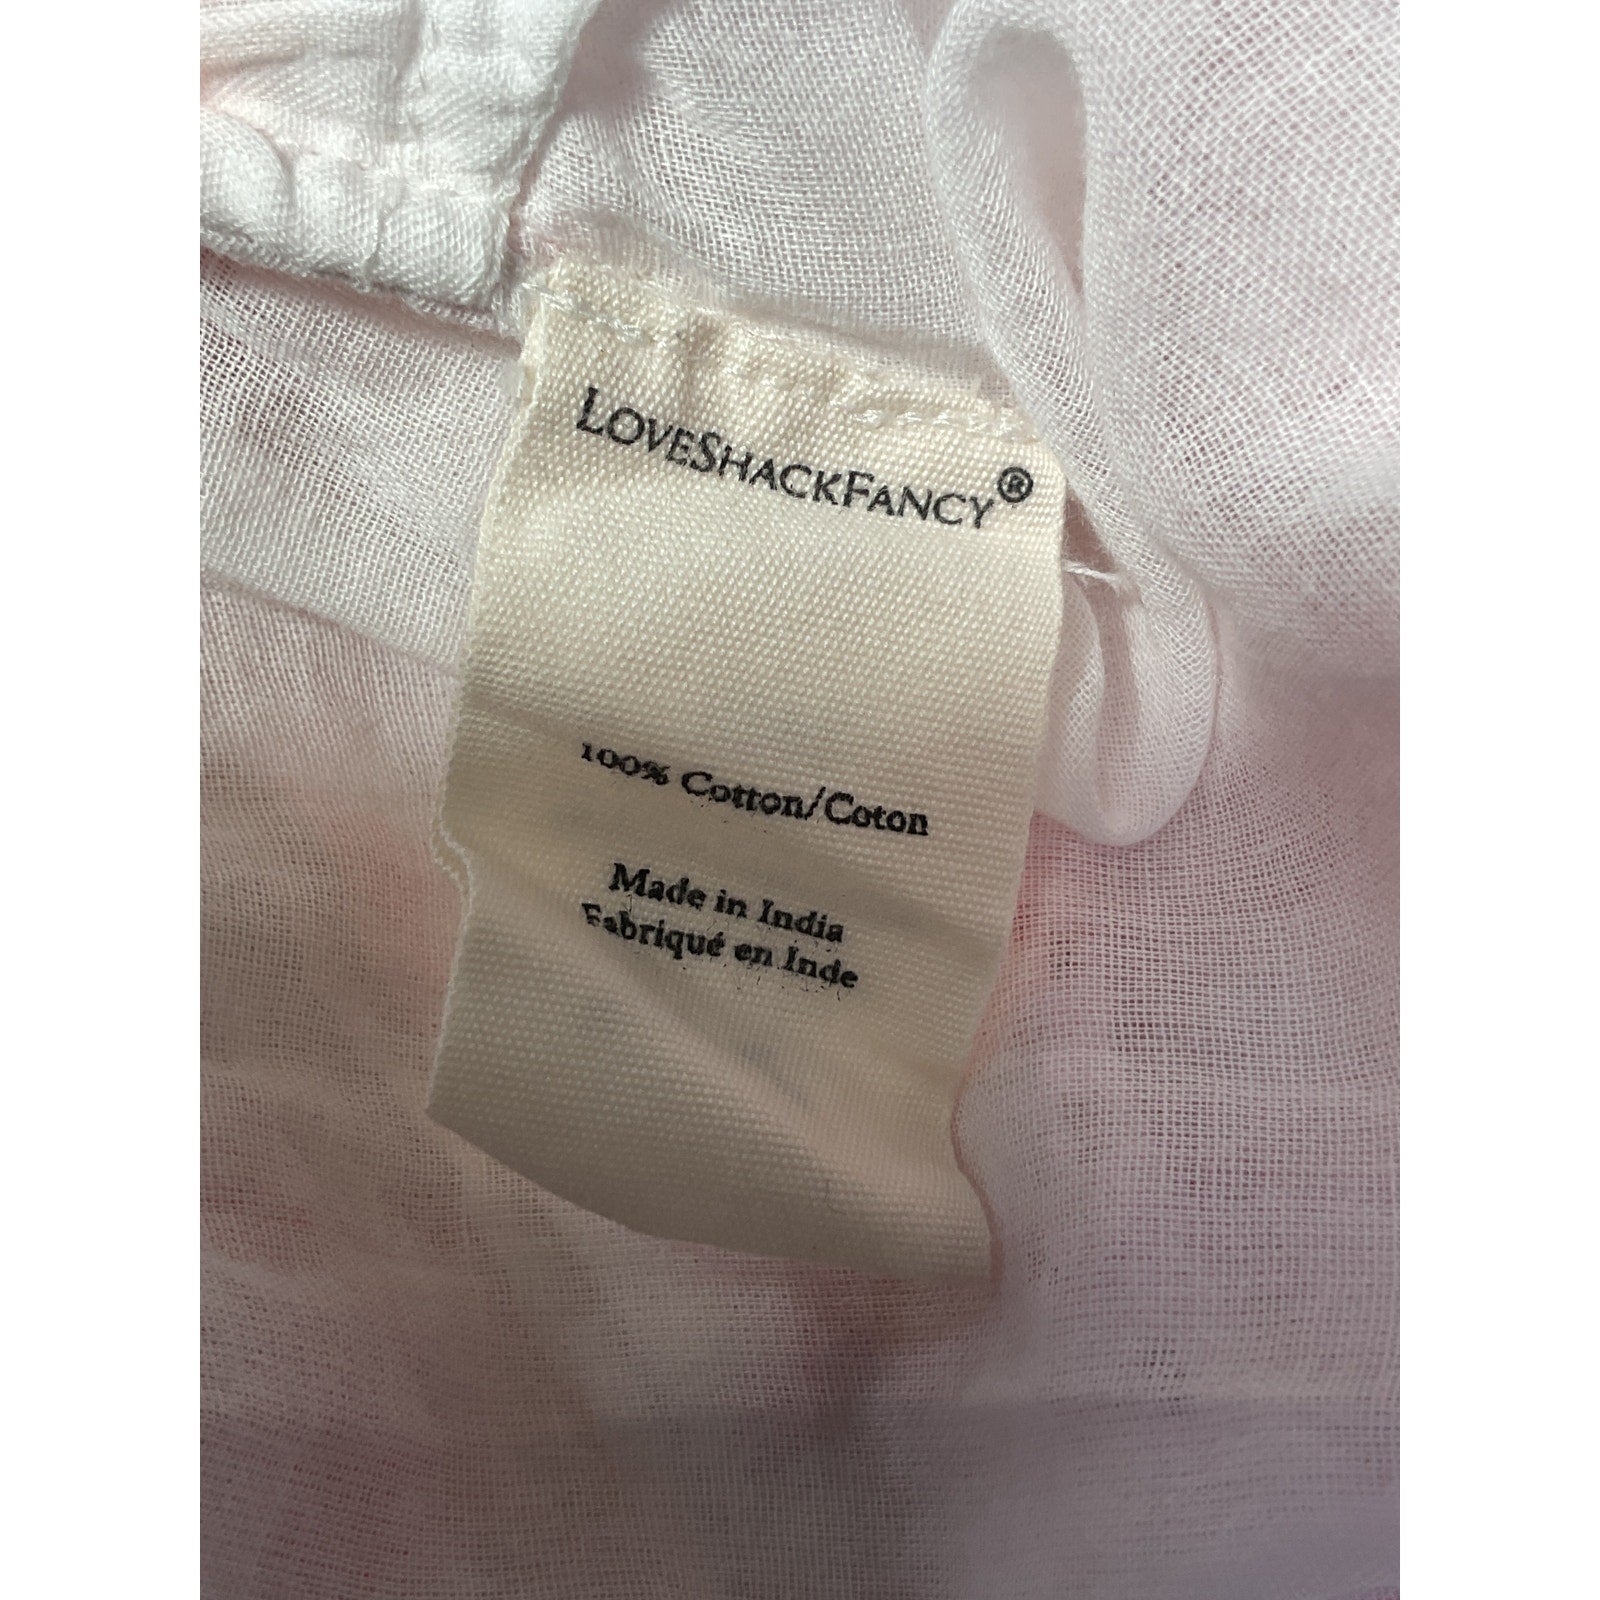 LOVESHACKFANCY®
100% Cotton/Coton
Made in India
Fabriqué en Inde